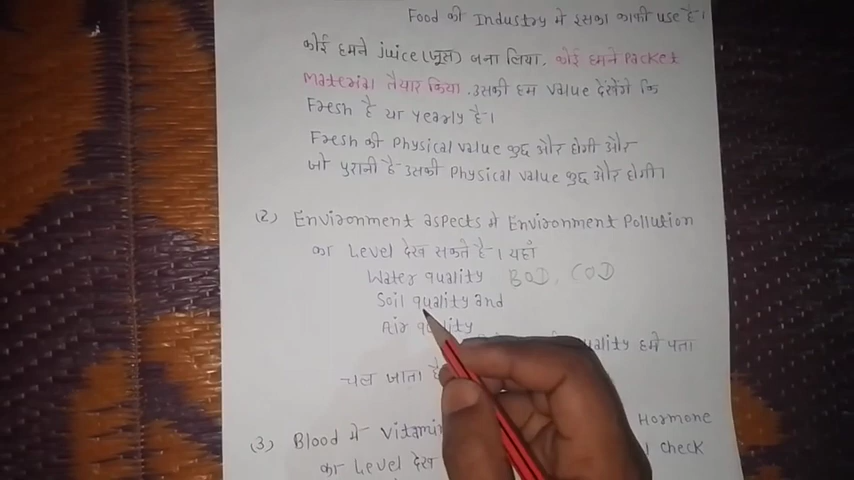 Food की Industry मे इसका काफी use है।
कोई हमने juice (जूस) बना लिया. कोई हमने Packet
Material तैयार किया. उसकी हम value देखेंगे कि
Fresh है या yearly है।
Fresh की Physical value कुछ और होगी और
जो पुरानी है उसकी Physical value कुछ और होगी।
(2) Environment aspects मे Environment Pollution
का Level देख सकते है। यहाँ
Water quality BOD, COD
Soil quality and
Air quality
quality हमे पता
चल जाता है
(3) Blood मे Vitamin Hormone
का Level देख check